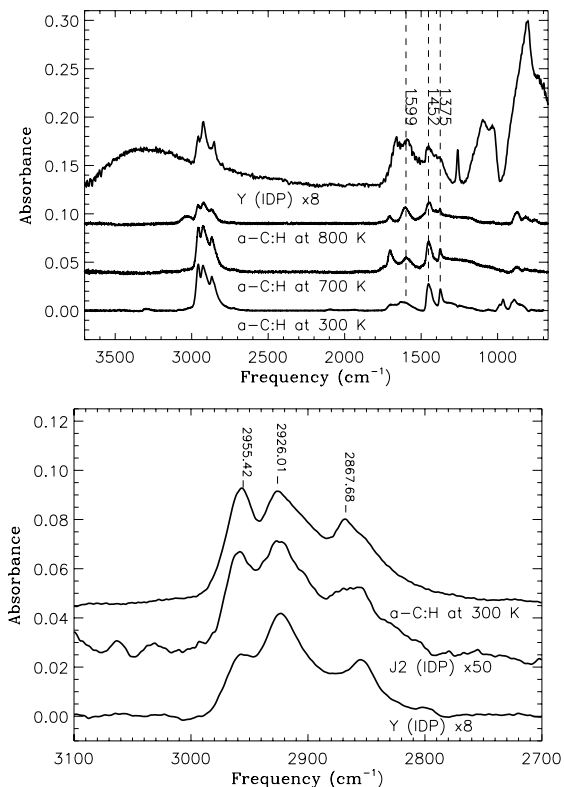 0.30
0.25
0.20
0.15
0.10
0.05
0.00
Absorbance
1599
1452
1375
Y (IDP) x8
a-C:H at 800 K
a-C:H at 700 K
a-C:H at 300 K
3500 3000 2500 2000 1500 1000
Frequency (cm⁻¹)
0.12
0.10
0.08
0.06
0.04
0.02
0.00
Absorbance
2955.42
2926.01
2867.68
a-C:H at 300 K
J2 (IDP) x50
Y (IDP) x8
3100 3000 2900 2800 2700
Frequency (cm⁻¹)